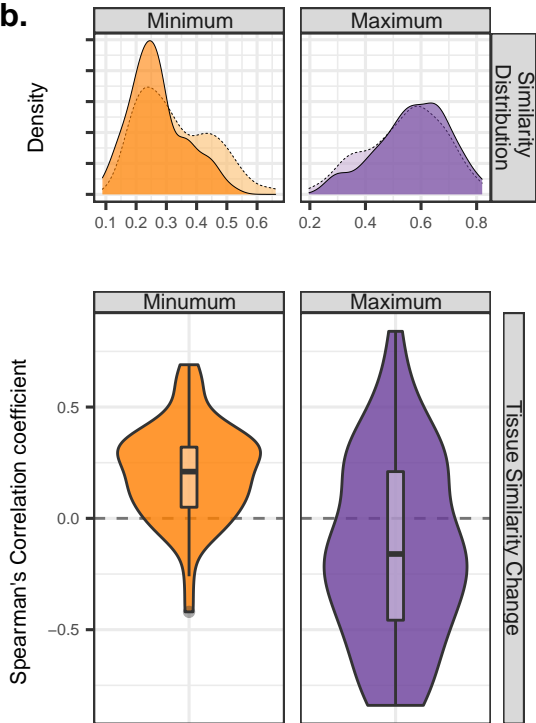 b.
Minimum
Maximum
Density
Similarity
Distribution
0.1 0.2 0.3 0.4 0.5 0.6
0.2 0.4 0.6 0.8
Minumum
Maximum
Spearman's Correlation coefficient
0.5
0.0
−0.5
Tissue Similarity Change